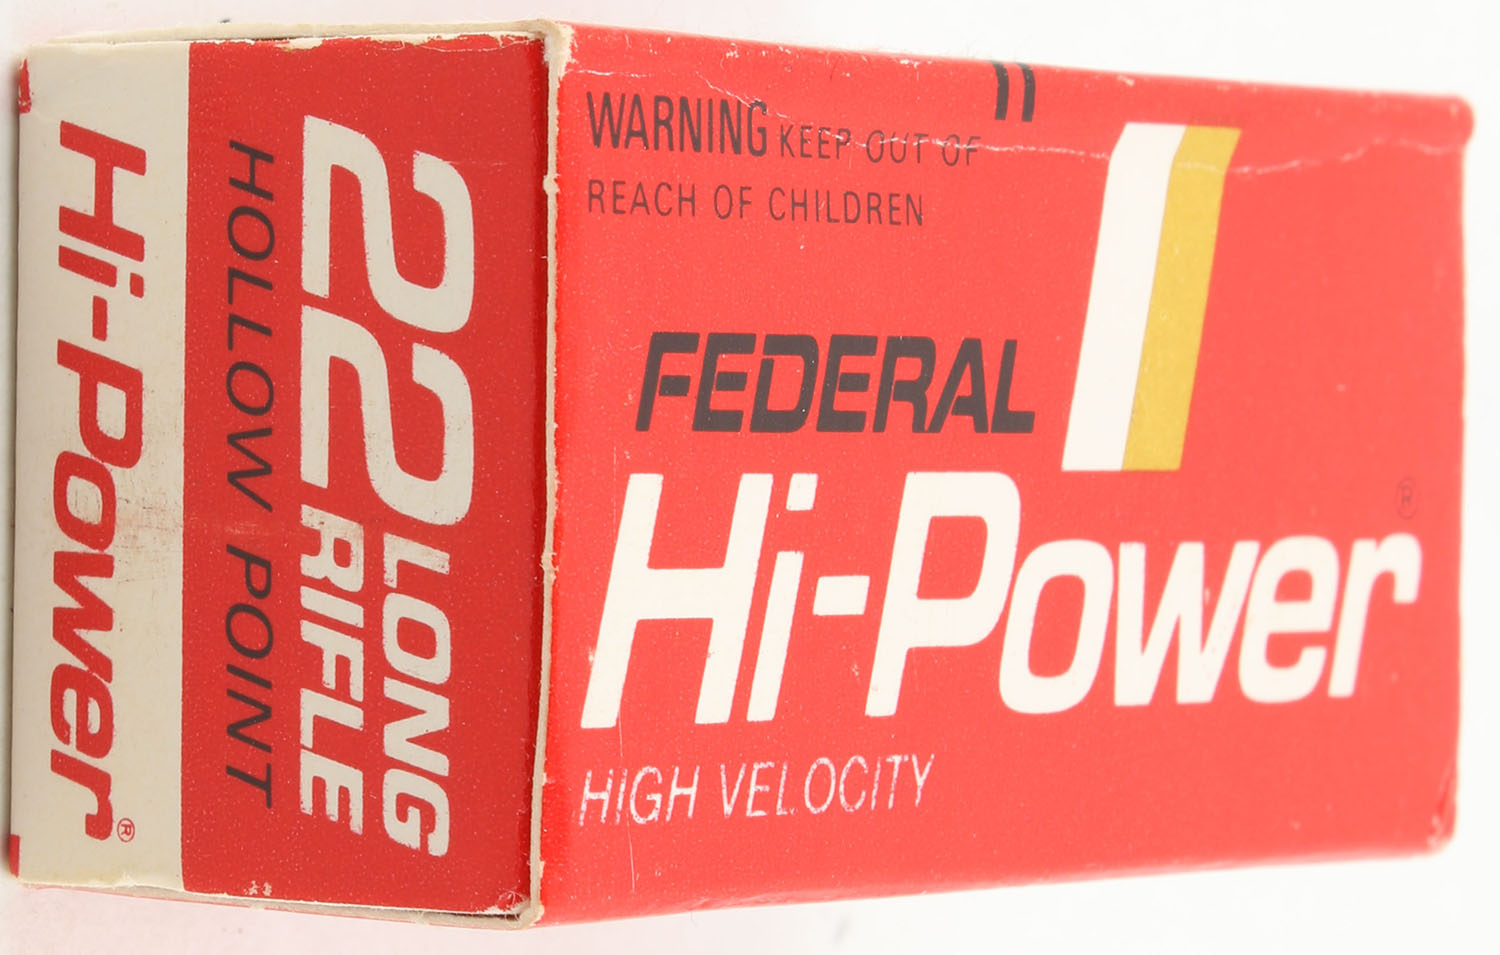 WARNING KEEP OUT OF
REACH OF CHILDREN
FEDERAL
Hi-Power®
HIGH VELOCITY
22 LONG
RIFLE
HOLLOW POINT
Hi-Power®